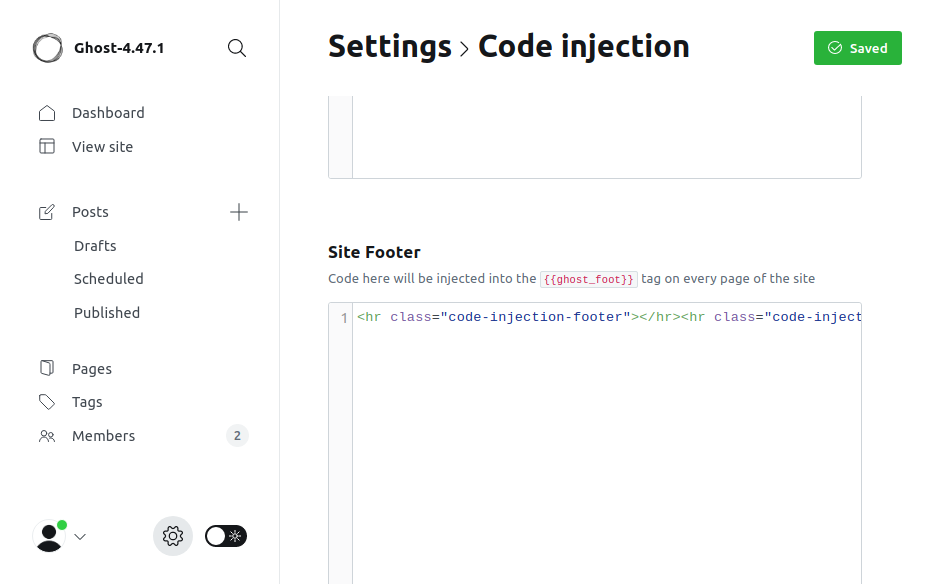 Ghost-4.47.1
Dashboard
View site
Posts
Drafts
Scheduled
Published
Pages
Tags
Members 2
Settings > Code injection
Saved
Site Footer
Code here will be injected into the {{ghost_foot}} tag on every page of the site
1 <hr class="code-injection-footer"></hr><hr class="code-inject